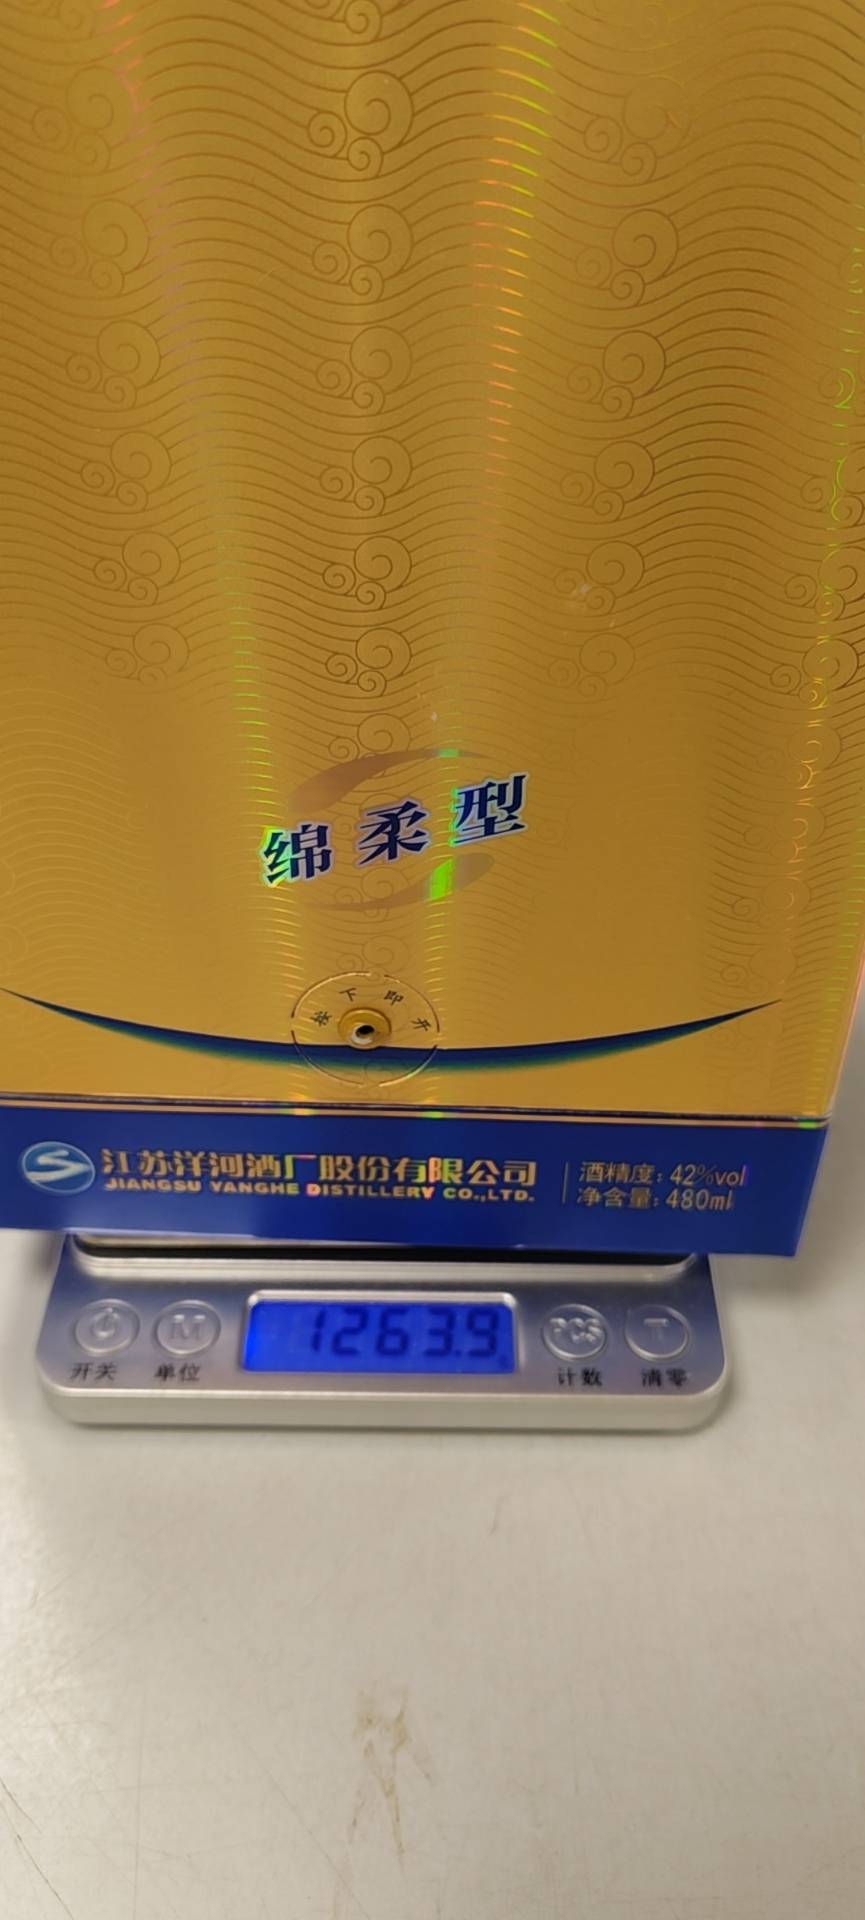 绵柔型
按下即开
江苏洋河酒厂股份有限公司
JIANGSU YANGHE DISTILLERY CO.,LTD.
酒精度: 42%vol
净含量: 480ml
1263.9
M
PCS
T
开关
单位
计数
清零